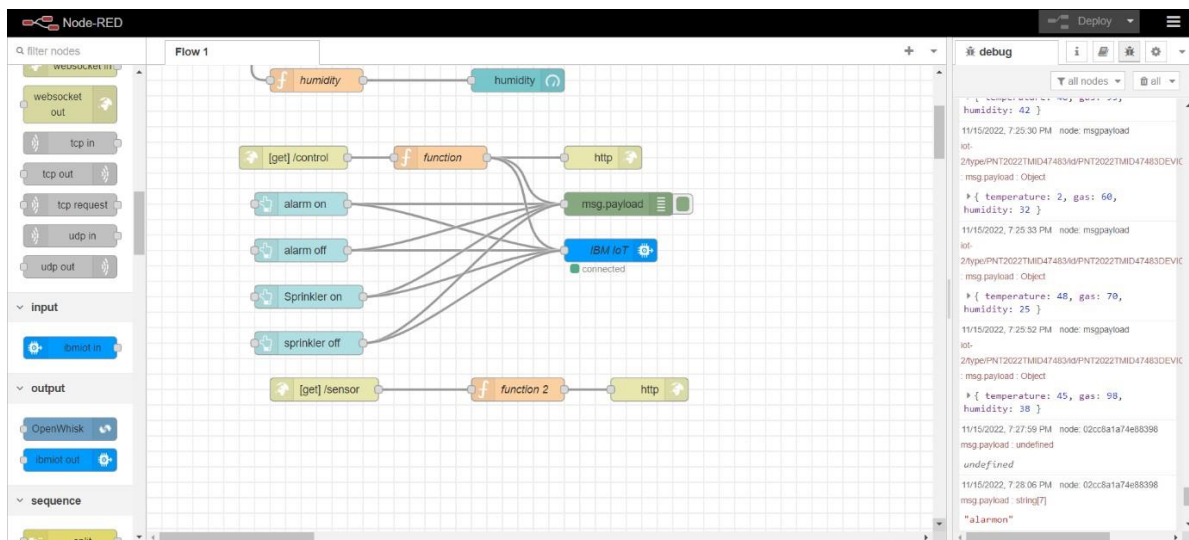 Node-RED
Deploy
filter nodes
Flow 1
debug
i
all nodes
all
websocket in
websocket
out
tcp in
tcp out
tcp request
udp in
udp out
input
ibmiot in
output
OpenWhisk
ibmiot out
sequence
split
humidity
humidity
[get] /control
function
http
alarm on
msg.payload
alarm off
IBM IoT
connected
Sprinkler on
sprinkler off
[get] /sensor
function 2
http
humidity: 42 }
11/15/2022, 7:25:30 PM node: msgpayload
iot-
2/type/PNT2022TMID47483/id/PNT2022TMID47483DEVIC
: msg.payload : Object
{ temperature: 2, gas: 60,
humidity: 32 }
11/15/2022, 7:25:33 PM node: msgpayload
iot-
2/type/PNT2022TMID47483/id/PNT2022TMID47483DEVIC
: msg.payload : Object
{ temperature: 48, gas: 70,
humidity: 25 }
11/15/2022, 7:25:52 PM node: msgpayload
iot-
2/type/PNT2022TMID47483/id/PNT2022TMID47483DEVIC
: msg.payload : Object
{ temperature: 45, gas: 98,
humidity: 38 }
11/15/2022, 7:27:59 PM node: 02cc8a1a74e88398
msg.payload : undefined
undefined
11/15/2022, 7:28:06 PM node: 02cc8a1a74e88398
msg.payload : string[7]
"alarmon"